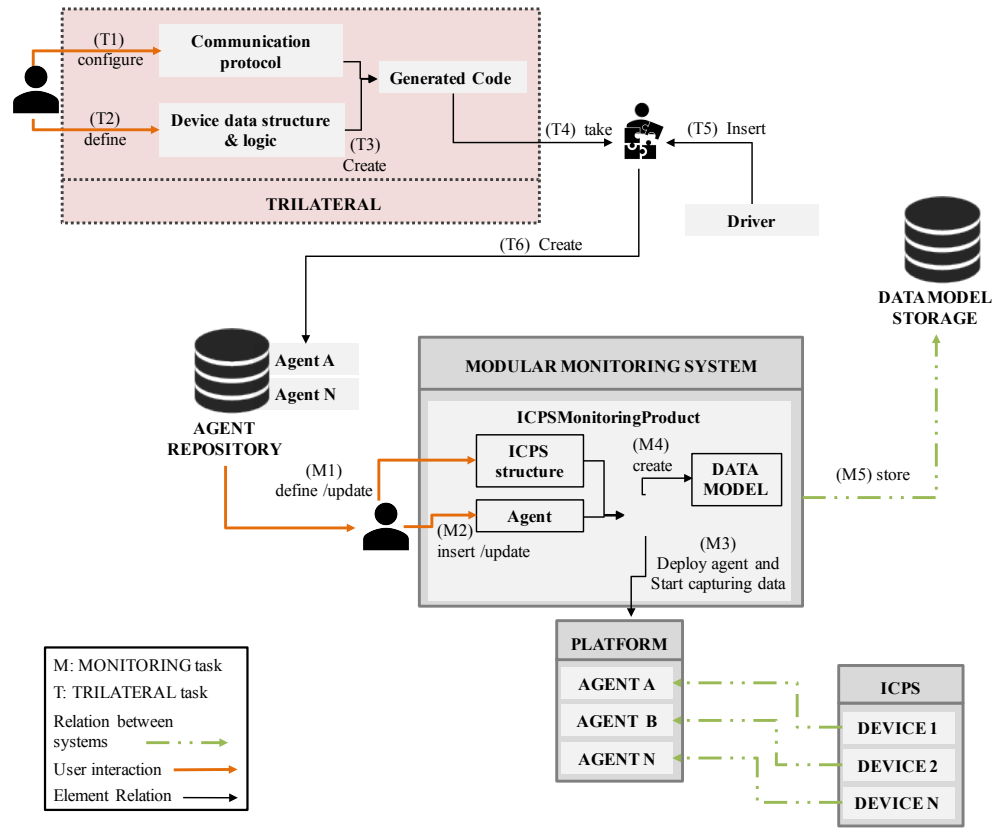 (T1)
configure
Communication
protocol
Generated Code
(T2)
define
Device data structure
& logic
(T3)
Create
(T4) take
(T5) Insert
TRILATERAL
Driver
(T6) Create
DATA MODEL
STORAGE
Agent A
Agent N
AGENT
REPOSITORY
MODULAR MONITORING SYSTEM
ICPSMonitoringProduct
(M1)
define /update
ICPS
structure
(M4)
create
DATA
MODEL
(M5) store
Agent
(M2)
insert /update
(M3)
Deploy agent and
Start capturing data
PLATFORM
AGENT A
AGENT B
AGENT N
ICPS
DEVICE 1
DEVICE 2
DEVICE N
M: MONITORING task
T: TRILATERAL task
Relation between
systems
User interaction
Element Relation